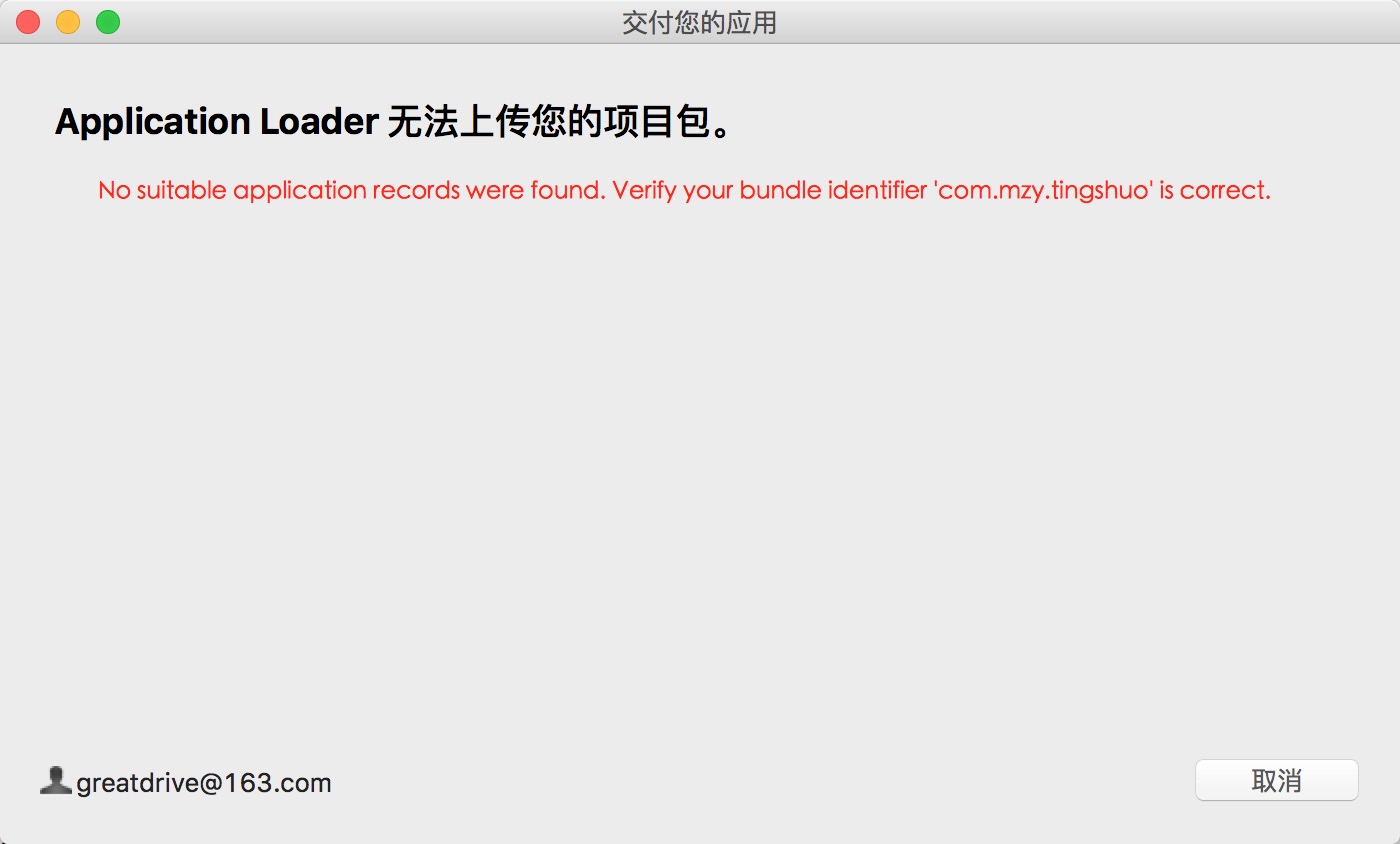 交付您的应用
Application Loader 无法上传您的项目包。
No suitable application records were found. Verify your bundle identifier 'com.mzy.tingshuo' is correct.
greatdrive@163.com
取消